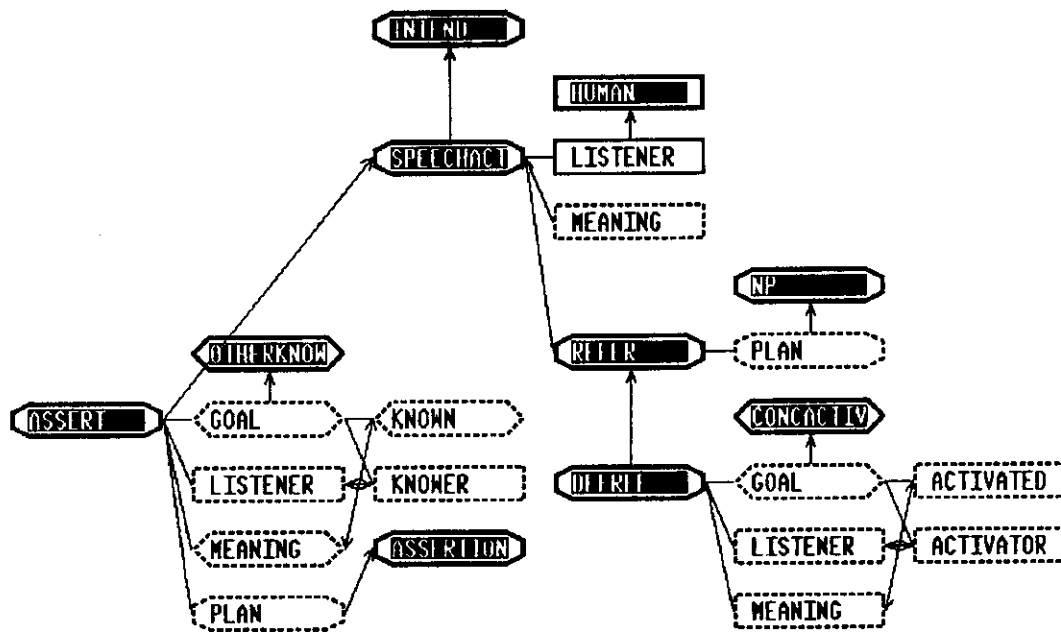 INTEND
HUMAN
SPEECHACT
LISTENER
MEANING
NP
OTHERKNOW
REFER
PLAN
ASSERT
GOAL
KNOWN
CONCACTIV
LISTENER
KNOWER
DEFREF
GOAL
ACTIVATED
MEANING
ASSERTION
LISTENER
ACTIVATOR
PLAN
MEANING